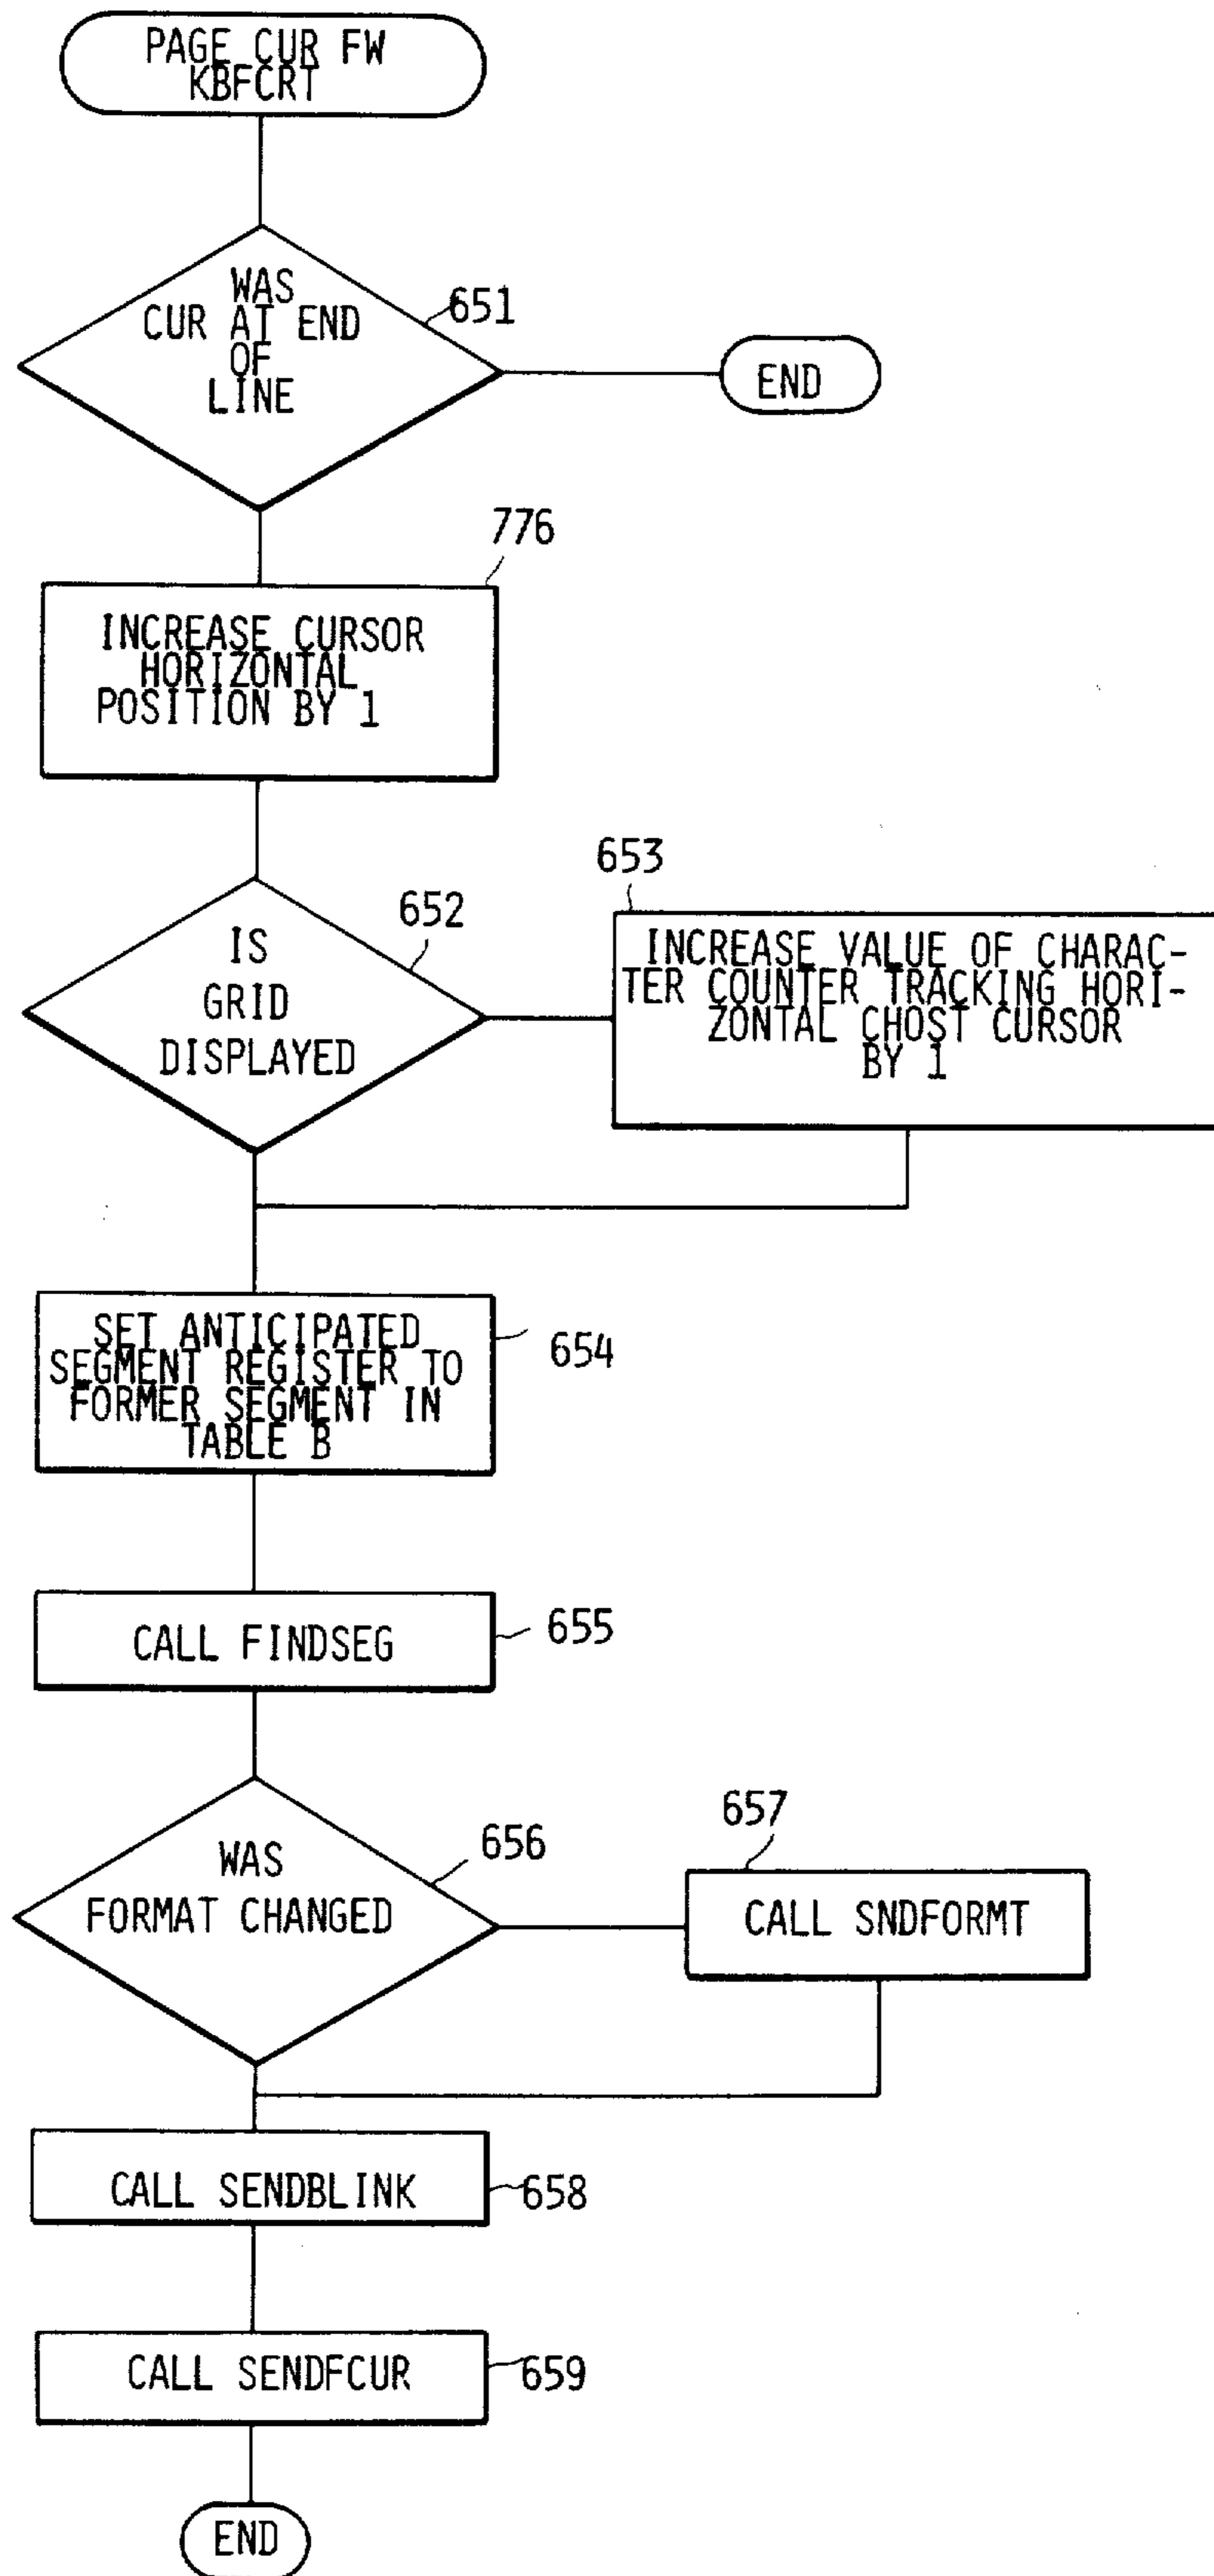 PAGE CUR FW
KBFCRT
WAS
CUR AT END
OF
LINE
651
END
776
INCREASE CURSOR
HORIZONTAL
POSITION BY 1
653
652
IS
GRID
DISPLAYED
INCREASE VALUE OF CHARAC-
TER COUNTER TRACKING HORI-
ZONTAL CHOST CURSOR
BY 1
SET ANTICIPATED
SEGMENT REGISTER TO
FORMER SEGMENT IN
TABLE B
654
CALL FINDSEG
655
WAS
FORMAT CHANGED
656
657
CALL SNDFORMT
CALL SENDBLINK
658
CALL SENDFCUR
659
END